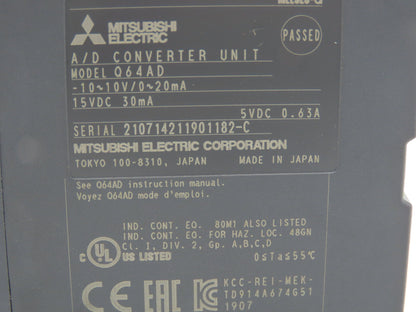 MITSUBISHI
ELECTRIC
PASSED
A/D CONVERTER UNIT
MODEL Q64AD
-10~10V/0~20mA
15VDC 30mA
5VDC 0.63A
SERIAL 210714211901182-C
MITSUBISHI ELECTRIC CORPORATION
TOKYO 100-8310, JAPAN MADE IN JAPAN
See Q64AD instruction manual.
Voyez Q64AD mode d'emploi.
IND. CONT. EQ. 80M1 ALSO LISTED
IND. CONT. EQ. FOR HAZ. LOC. 48GN
Cl. I, DIV. 2, Gp. A,B,C,D
C UL US LISTED 0≤Ta≤55℃
CE EAC
KCC-REI-MEK-
TD914A674G51
1907